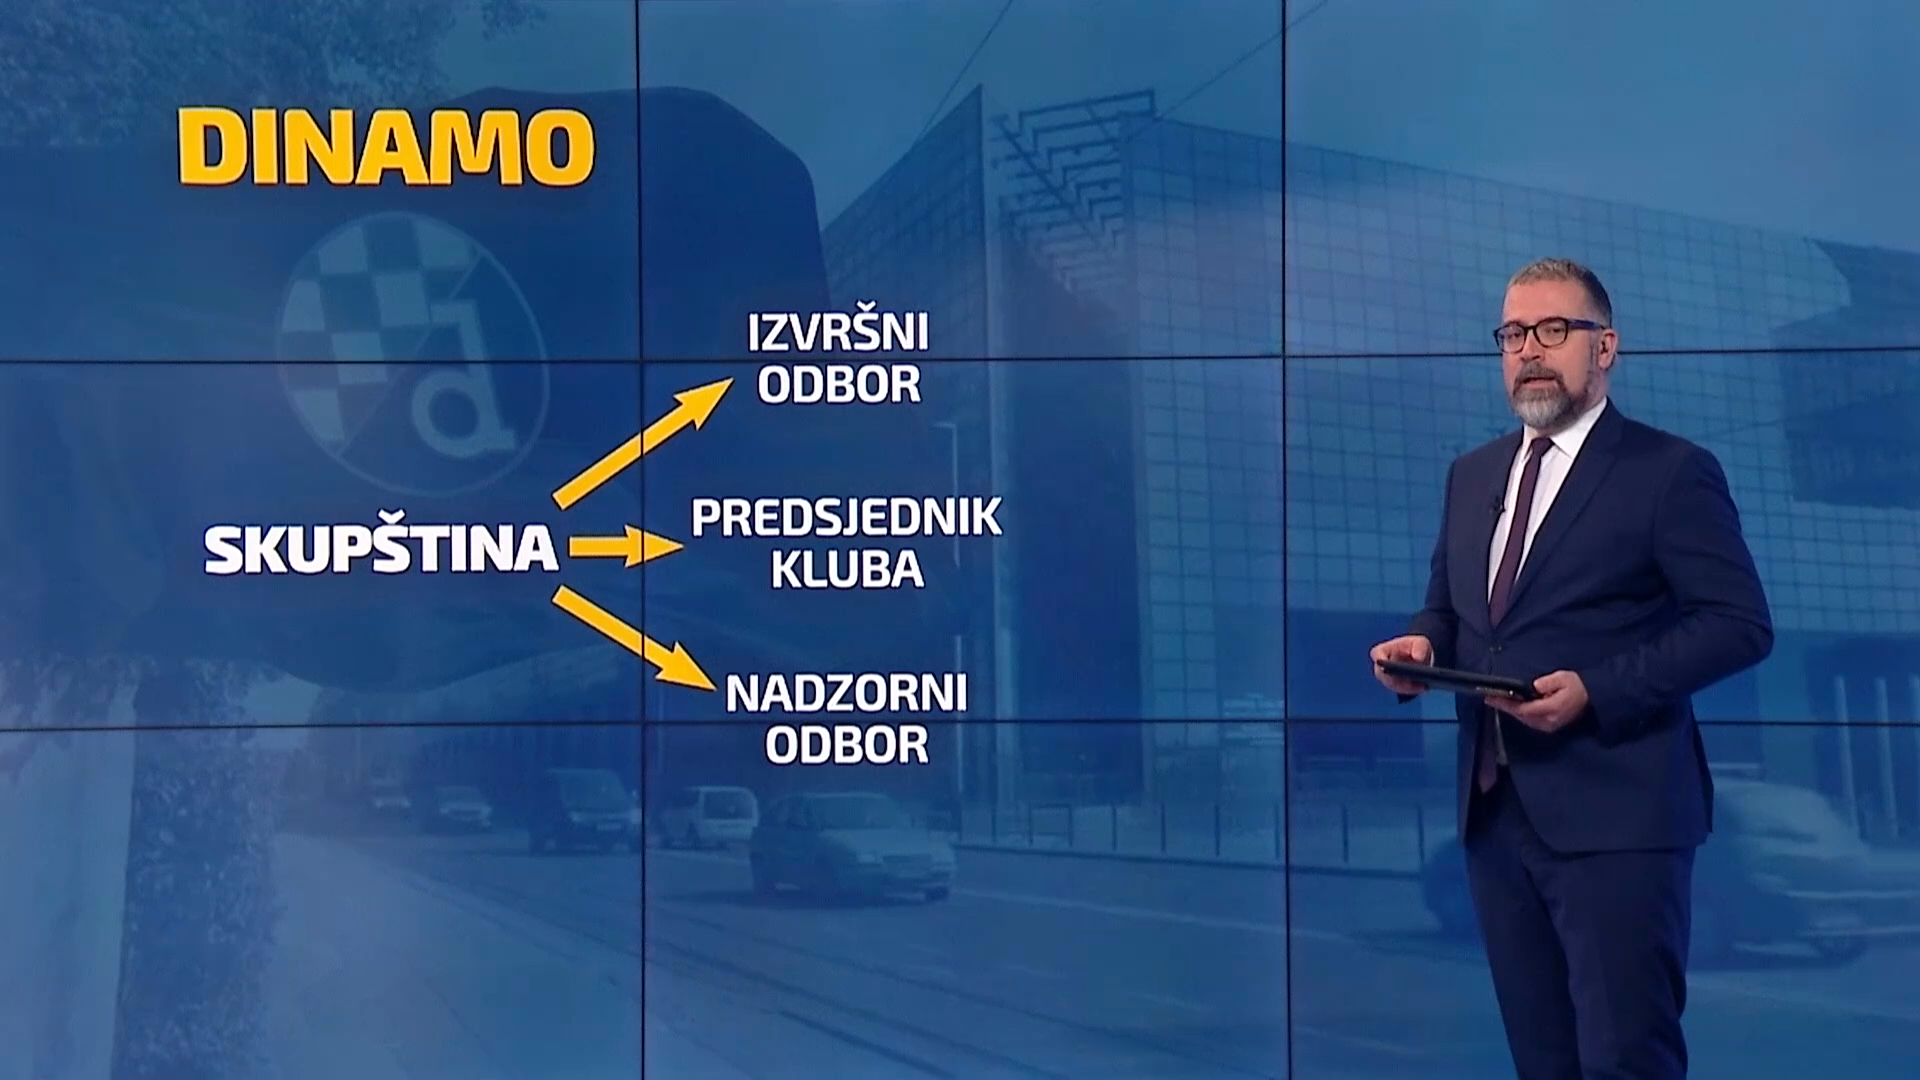 DINAMO
SKUPŠTINA
IZVRŠNI
ODBOR
PREDSJEDNIK
KLUBA
NADZORNI
ODBOR